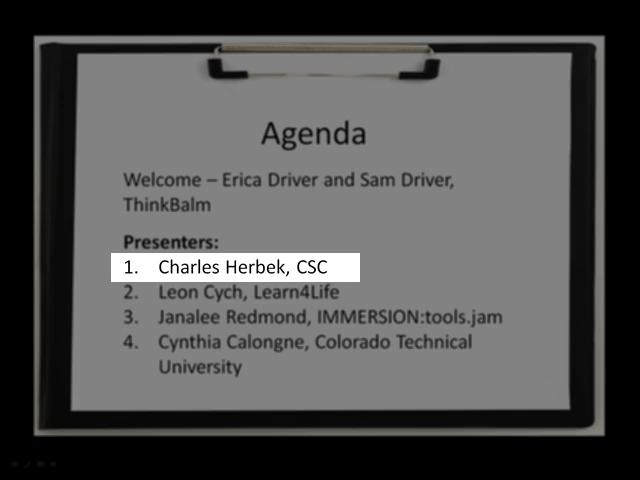 Agenda
Welcome – Erica Driver and Sam Driver,
ThinkBalm
Presenters:
1. Charles Herbek, CSC
2. Leon Cych, Learn4Life
3. Janalee Redmond, IMMERSION:tools.jam
4. Cynthia Calongne, Colorado Technical
University